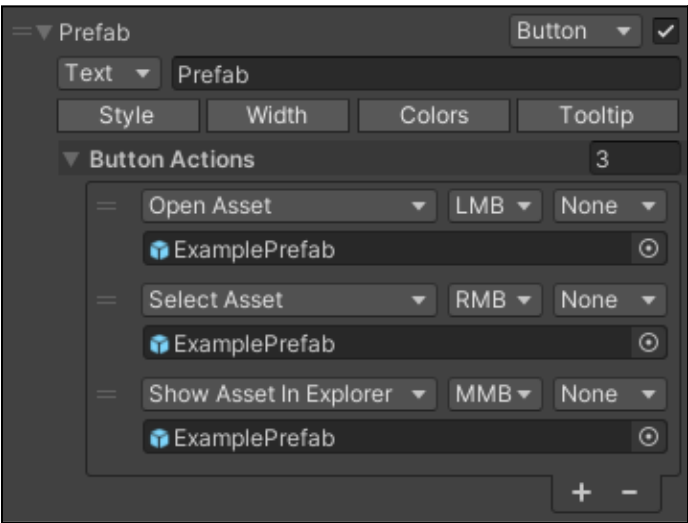 Prefab Button
Text Prefab
Style Width Colors Tooltip
Button Actions 3
Open Asset LMB None
ExamplePrefab
Select Asset RMB None
ExamplePrefab
Show Asset In Explorer MMB None
ExamplePrefab
+ -